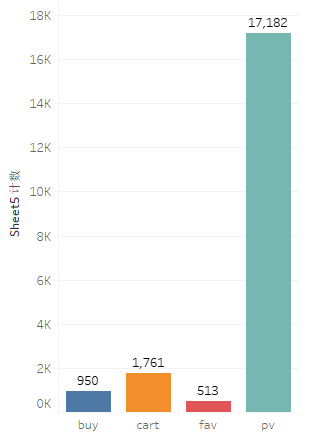 18K
17,182
16K
14K
12K
10K
Sheet5 计数
8K
6K
4K
2K
1,761
950
513
0K
buy cart fav pv